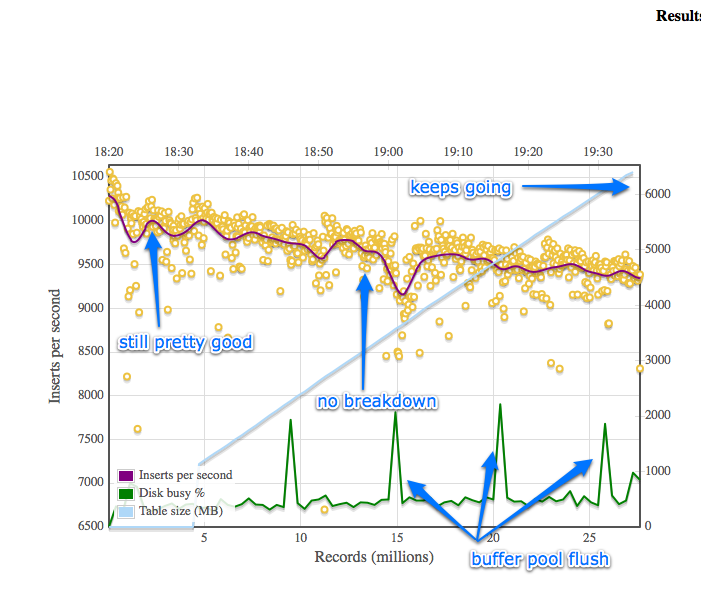 Results
18:20 18:30 18:40 18:50 19:00 19:10 19:20 19:30
10500
10000
9500
9000
8500
8000
7500
7000
6500
Inserts per second
6000
5000
4000
3000
2000
1000
0
keeps going
still pretty good
no breakdown
Inserts per second
Disk busy %
Table size (MB)
5 10 15 20 25
Records (millions)
buffer pool flush